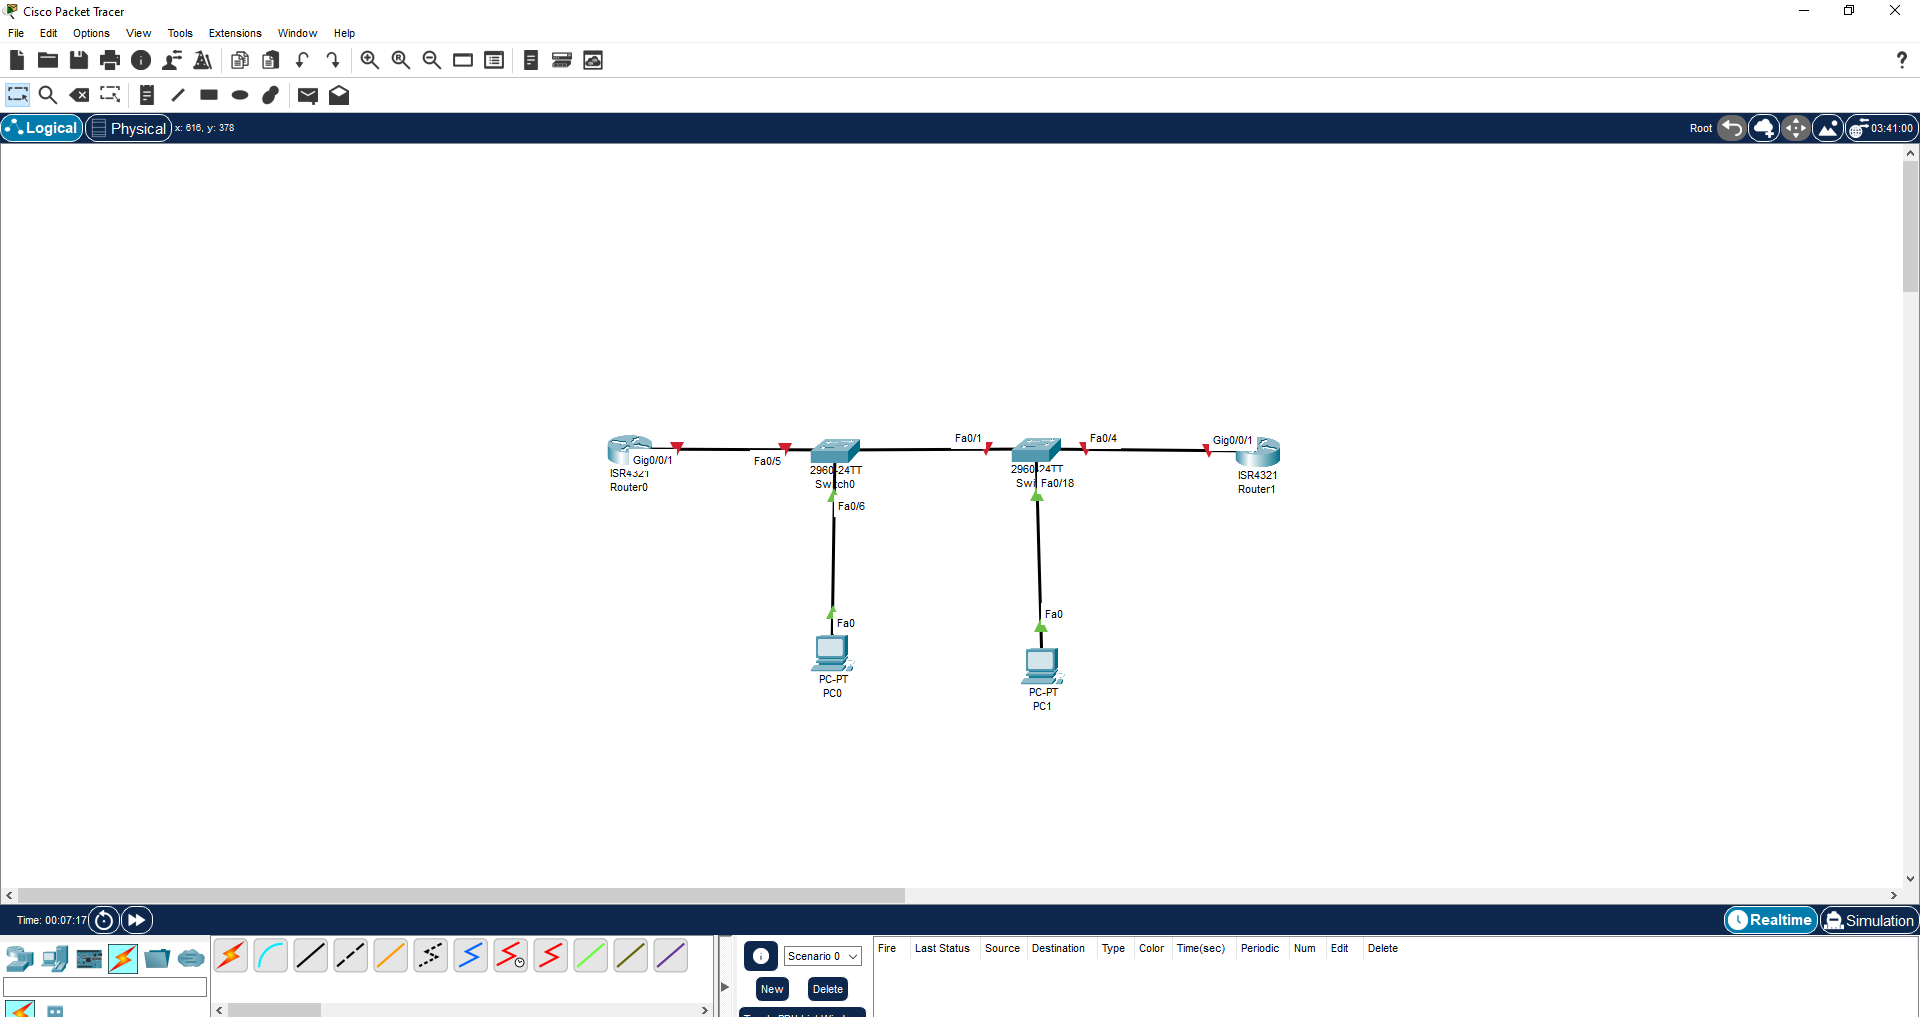 Cisco Packet Tracer
File Edit Options View Tools Extensions Window Help
Logical Physical x: 616, y: 378 Root 03:41:00
Fa0/1 Fa0/4 Gig0/0/1
Gig0/0/1 Fa0/5
ISR4321 2960-24TT 2960-24TT ISR4321
Router0 Switch0 Swi Fa0/18 Router1
Fa0/6
Fa0 Fa0
PC-PT PC-PT
PC0 PC1
Time: 00:07:17 Realtime Simulation
Scenario 0 Fire Last Status Source Destination Type Color Time(sec) Periodic Num Edit Delete
New Delete